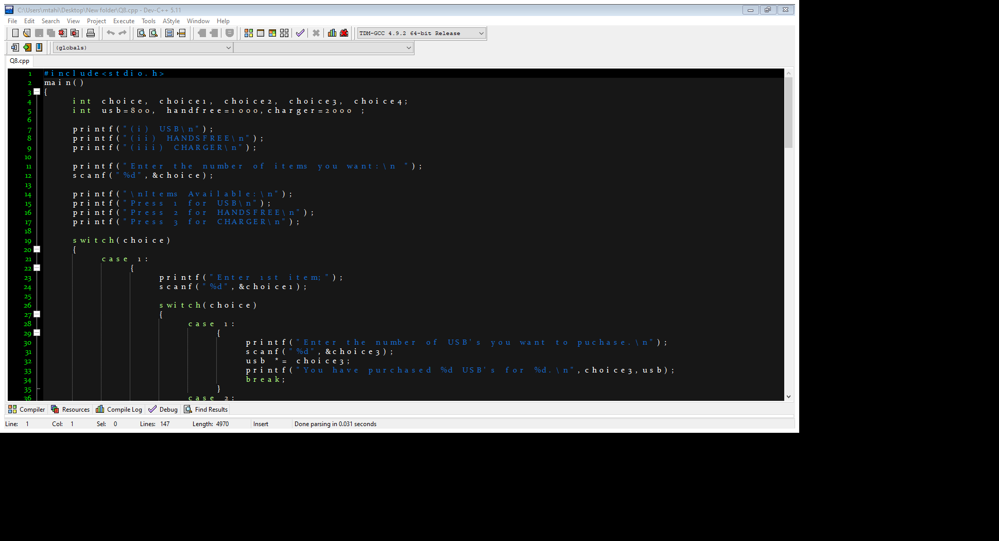 C:\Users\mtahi\Desktop\New folder\Q8.cpp - Dev-C++ 5.11
File Edit Search View Project Execute Tools AStyle Window Help
TDM-GCC 4.9.2 64-bit Release
(globals)
Q8.cpp
1 #include<stdio.h>
2 main()
3 {
4 int choice, choice1, choice2, choice3, choice4;
5 int usb=800, handfree=1000,charger=2000 ;
6
7 printf("(i) USB\n");
8 printf("(ii) HANDSFREE\n");
9 printf("(iii) CHARGER\n");
10
11 printf("Enter the number of items you want:\n ");
12 scanf("%d",&choice);
13
14 printf("\nItems Available:\n");
15 printf("Press 1 for USB\n");
16 printf("Press 2 for HANDSFREE\n");
17 printf("Press 3 for CHARGER\n");
18
19 switch(choice)
20 {
21 case 1:
22 {
23 printf("Enter 1st item;");
24 scanf("%d",&choice1);
25
26 switch(choice)
27 {
28 case 1:
29 {
30 printf("Enter the number of USB's you want to puchase.\n");
31 scanf("%d",&choice3);
32 usb *= choice3;
33 printf("You have purchased %d USB's for %d.\n",choice3,usb);
34 break;
35 }
36 case 2:
Compiler Resources Compile Log Debug Find Results
Line: 1 Col: 1 Sel: 0 Lines: 147 Length: 4970 Insert Done parsing in 0.031 seconds